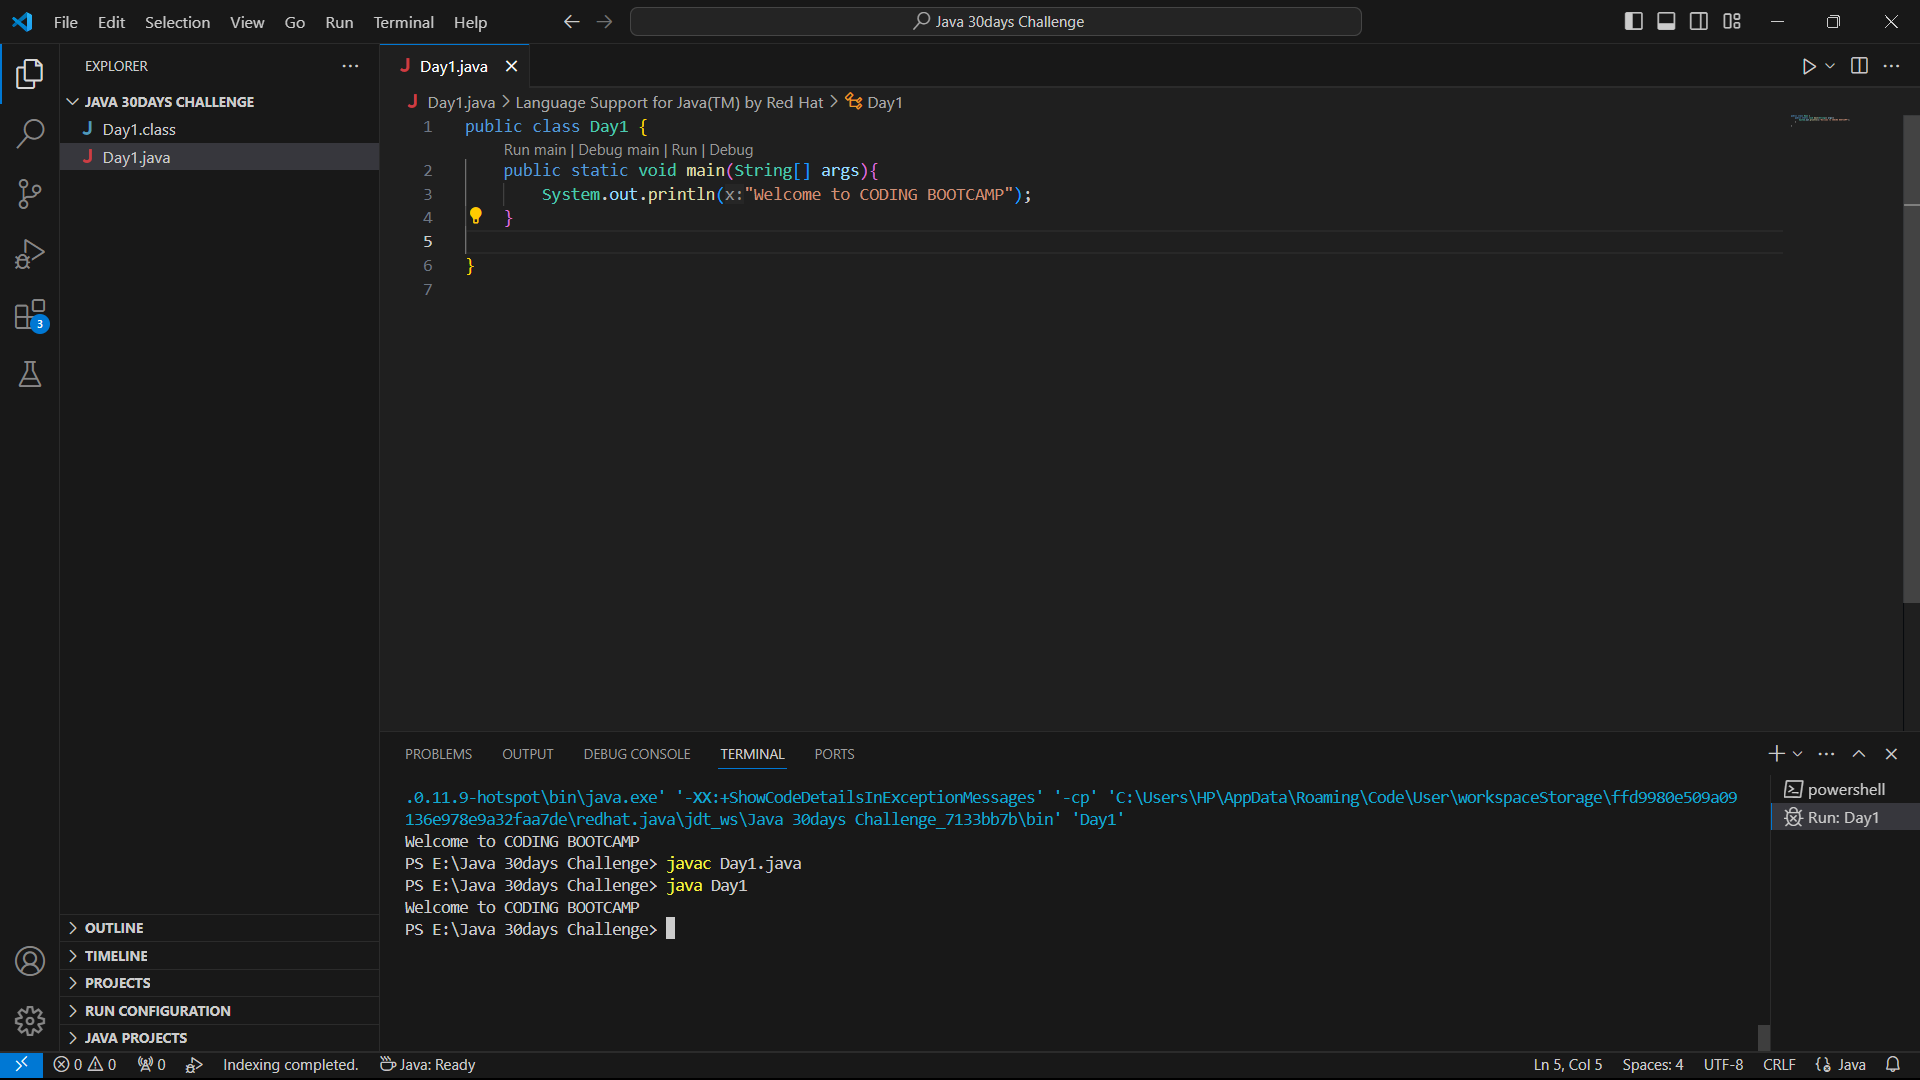 File Edit Selection View Go Run Terminal Help
Java 30days Challenge
EXPLORER
JAVA 30DAYS CHALLENGE
Day1.class
Day1.java
OUTLINE
TIMELINE
PROJECTS
RUN CONFIGURATION
JAVA PROJECTS
3
Day1.java
Day1.java > Language Support for Java(TM) by Red Hat > Day1
1 public class Day1 {
Run main | Debug main | Run | Debug
2 public static void main(String[] args){
3 System.out.println(x:"Welcome to CODING BOOTCAMP");
4 }
5
6 }
7
PROBLEMS OUTPUT DEBUG CONSOLE TERMINAL PORTS
.0.11.9-hotspot\bin\java.exe' '-XX:+ShowCodeDetailsInExceptionMessages' '-cp' 'C:\Users\HP\AppData\Roaming\Code\User\workspaceStorage\ffd9980e509a09
136e978e9a32faa7de\redhat.java\jdt_ws\Java 30days Challenge_7133bb7b\bin' 'Day1'
Welcome to CODING BOOTCAMP
PS E:\Java 30days Challenge> javac Day1.java
PS E:\Java 30days Challenge> java Day1
Welcome to CODING BOOTCAMP
PS E:\Java 30days Challenge>
powershell
Run: Day1
0 0 0 Indexing completed. Java: Ready
Ln 5, Col 5 Spaces: 4 UTF-8 CRLF Java